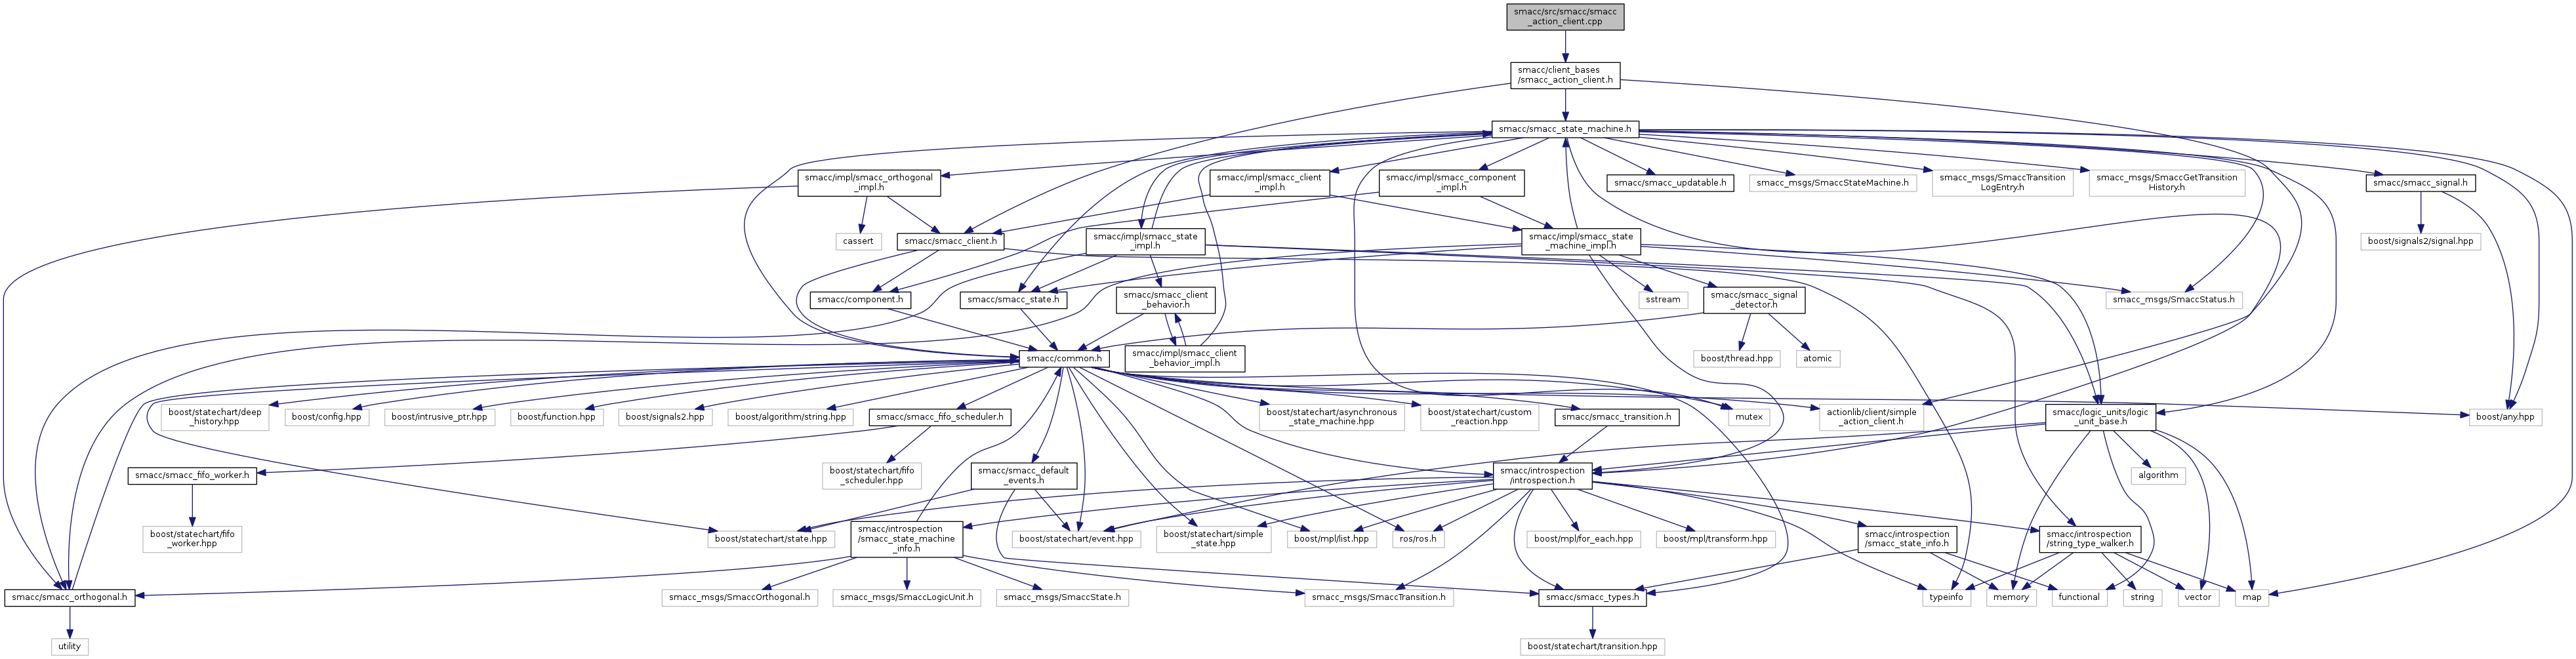 smacc/src/smacc/smacc
_action_client.cpp
smacc/client_bases
/smacc_action_client.h
smacc/smacc_state_machine.h
smacc/impl/smacc_orthogonal
_impl.h
smacc/impl/smacc_client
_impl.h
smacc/impl/smacc_component
_impl.h
smacc/smacc_updatable.h
smacc_msgs/SmaccStateMachine.h
smacc_msgs/SmaccTransition
LogEntry.h
smacc_msgs/SmaccGetTransition
History.h
smacc/smacc_signal.h
cassert
smacc/smacc_client.h
smacc/impl/smacc_state
_impl.h
smacc/impl/smacc_state
_machine_impl.h
boost/signals2/signal.hpp
smacc/component.h
smacc/smacc_state.h
smacc/smacc_client
_behavior.h
sstream
smacc/smacc_signal
_detector.h
smacc_msgs/SmaccStatus.h
smacc/common.h
smacc/impl/smacc_client
_behavior_impl.h
boost/thread.hpp
atomic
boost/statechart/deep
_history.hpp
boost/config.hpp
boost/intrusive_ptr.hpp
boost/function.hpp
boost/signals2.hpp
boost/algorithm/string.hpp
smacc/smacc_fifo_scheduler.h
boost/statechart/asynchronous
_state_machine.hpp
boost/statechart/custom
_reaction.hpp
smacc/smacc_transition.h
mutex
actionlib/client/simple
_action_client.h
smacc/logic_units/logic
_unit_base.h
boost/any.hpp
smacc/smacc_fifo_worker.h
boost/statechart/fifo
_scheduler.hpp
smacc/smacc_default
_events.h
smacc/introspection
/introspection.h
algorithm
boost/statechart/fifo
_worker.hpp
boost/statechart/state.hpp
smacc/introspection
/smacc_state_machine
_info.h
boost/statechart/event.hpp
boost/statechart/simple
_state.hpp
boost/mpl/list.hpp
ros/ros.h
boost/mpl/for_each.hpp
boost/mpl/transform.hpp
smacc/introspection
/smacc_state_info.h
smacc/introspection
/string_type_walker.h
smacc/smacc_orthogonal.h
smacc_msgs/SmaccOrthogonal.h
smacc_msgs/SmaccLogicUnit.h
smacc_msgs/SmaccState.h
smacc_msgs/SmaccTransition.h
smacc/smacc_types.h
typeinfo
memory
functional
string
vector
map
utility
boost/statechart/transition.hpp